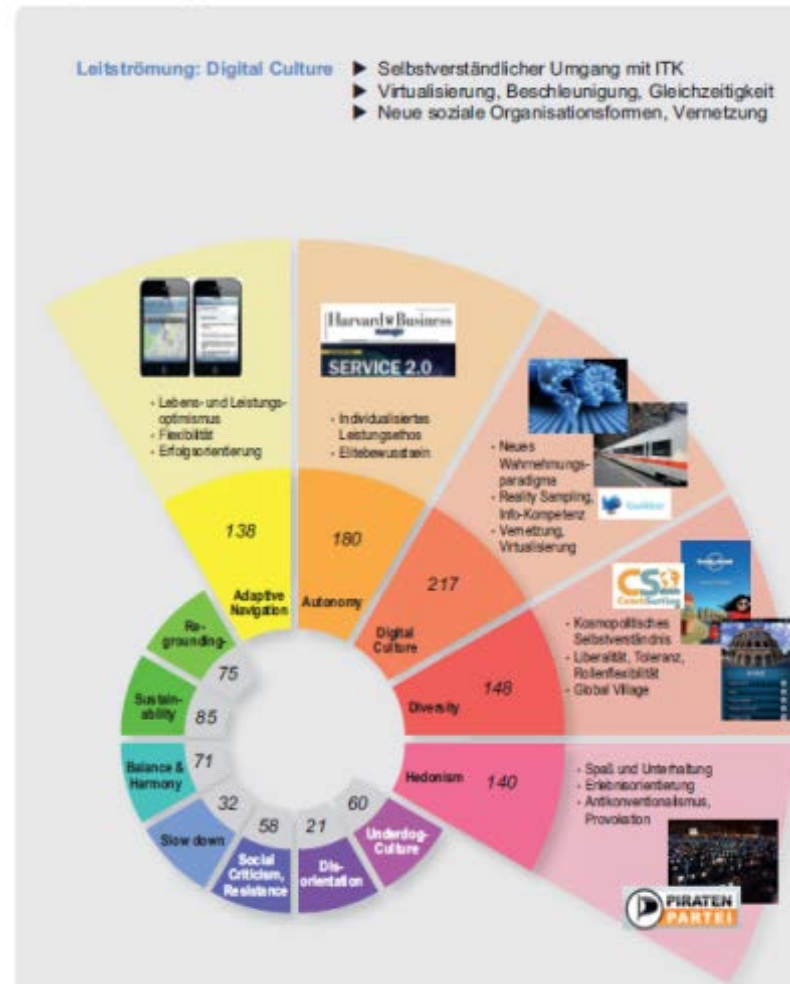 Leitströmung: Digital Culture ▶ Selbstverständlicher Umgang mit ITK
▶ Virtualisierung, Beschleunigung, Gleichzeitigkeit
▶ Neue soziale Organisationsformen, Vernetzung
- Lebens- und Leistungs-
optimismus
- Flexibilität
- Erfolgsorientierung
138
Adaptive
Navigation
Harvard Business
manager
SERVICE 2.0
- Individualisiertes
Leistungsethos
- Elitebewusstsein
180
Autonomy
- Neues
Wahrnehmungs-
paradigma
- Reality Sampling,
Info-Kompetenz
- Vernetzung,
Virtualisierung
twitter
217
Digital
Culture
CS
CouchSurfing
- Kosmopolitisches
Selbstverständnis
- Liberalität, Toleranz,
Rollenflexibilität
- Global Village
148
Diversity
- Spaß und Unterhaltung
- Erlebnisorientierung
- Antikonventionalismus,
Provokation
PIRATEN
PARTEI
140
Hedonism
60
Underdog-
Culture
21
Dis-
orientation
58
Social
Criticism,
Resistance
32
Slow down
71
Balance &
Harmony
85
Sustain-
ability
75
Re-
grounding-